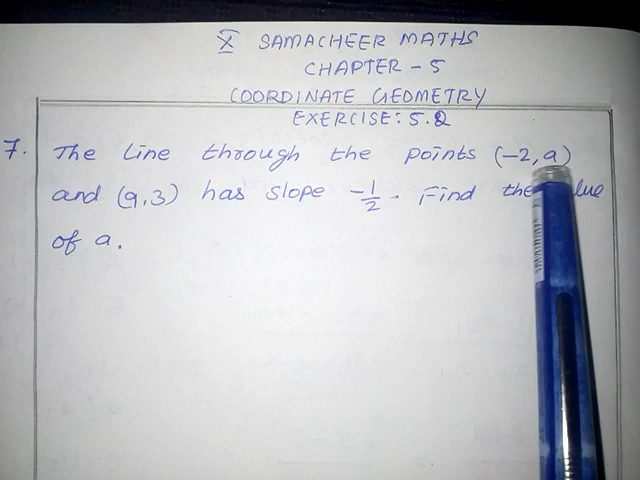 X SAMACHEER MATHS
CHAPTER - 5
COORDINATE GEOMETRY
EXERCISE: 5.2
7. The line through the points (-2, a)
and (9,3) has slope -1/2. Find the
of a.